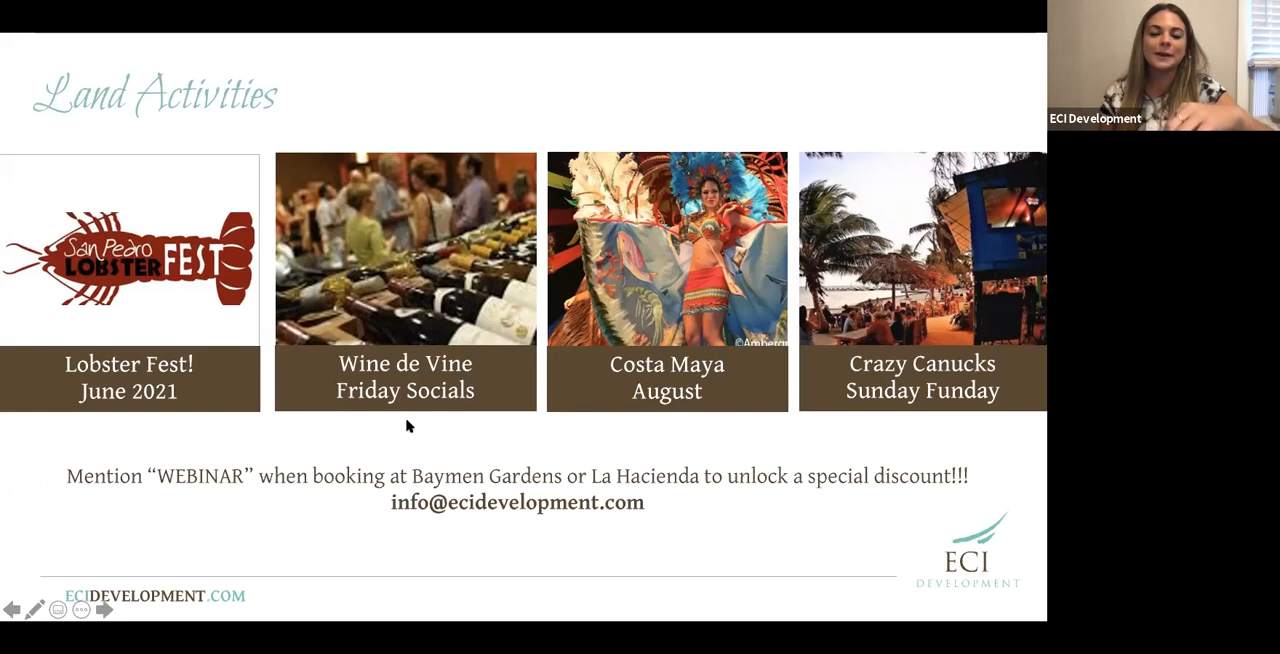 Land Activities
ECI Development
San Pedro
LOBSTER FEST
©Ambergr
Lobster Fest!
June 2021
Wine de Vine
Friday Socials
Costa Maya
August
Crazy Canucks
Sunday Funday
Mention “WEBINAR” when booking at Baymen Gardens or La Hacienda to unlock a special discount!!!
info@ecidevelopment.com
ECI
DEVELOPMENT
ECIDEVELOPMENT.COM